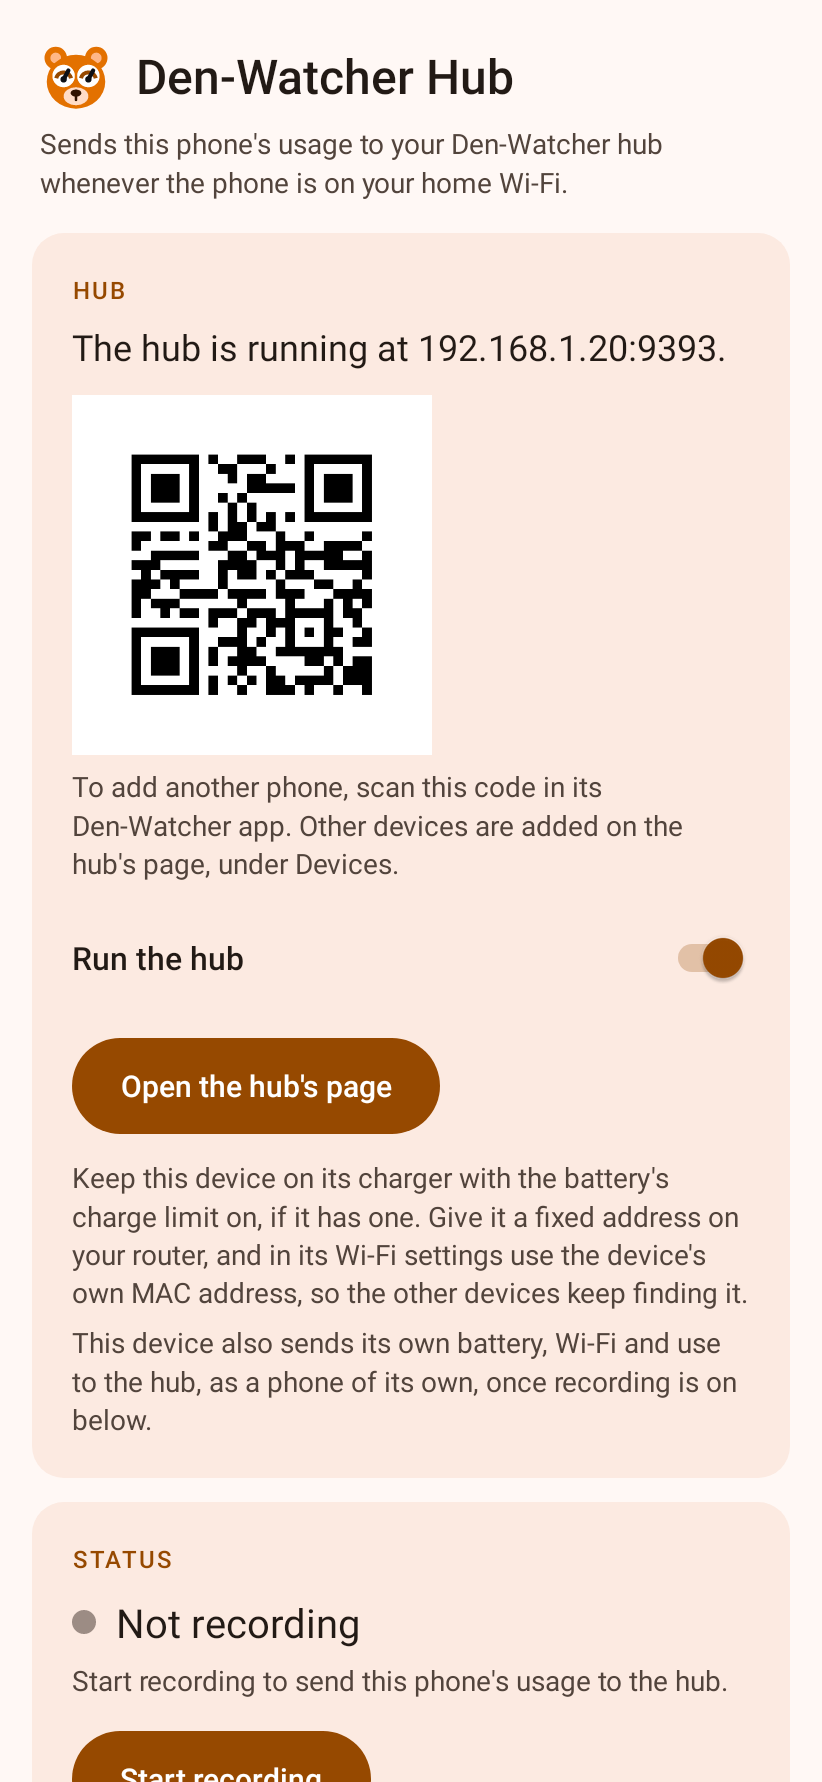 Den-Watcher Hub
Sends this phone's usage to your Den-Watcher hub
whenever the phone is on your home Wi-Fi.
HUB
The hub is running at 192.168.1.20:9393.
To add another phone, scan this code in its
Den-Watcher app. Other devices are added on the
hub's page, under Devices.
Run the hub
Open the hub's page
Keep this device on its charger with the battery's
charge limit on, if it has one. Give it a fixed address on
your router, and in its Wi-Fi settings use the device's
own MAC address, so the other devices keep finding it.
This device also sends its own battery, Wi-Fi and use
to the hub, as a phone of its own, once recording is on
below.
STATUS
Not recording
Start recording to send this phone's usage to the hub.
Start recording